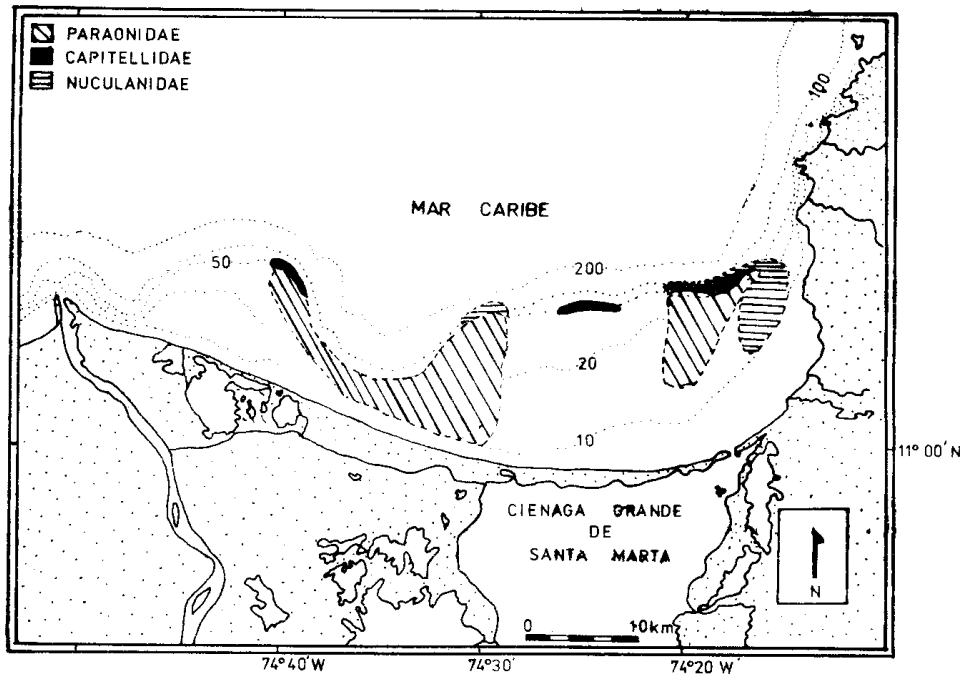 PARAONIDAE
CAPITELLIDAE
NUCULANIDAE
100
MAR CARIBE
50
200
20
10
11° 00' N
CIENAGA GRANDE
DE
SANTA MARTA
N
0 10km
74° 40' W
74° 30'
74° 20' W